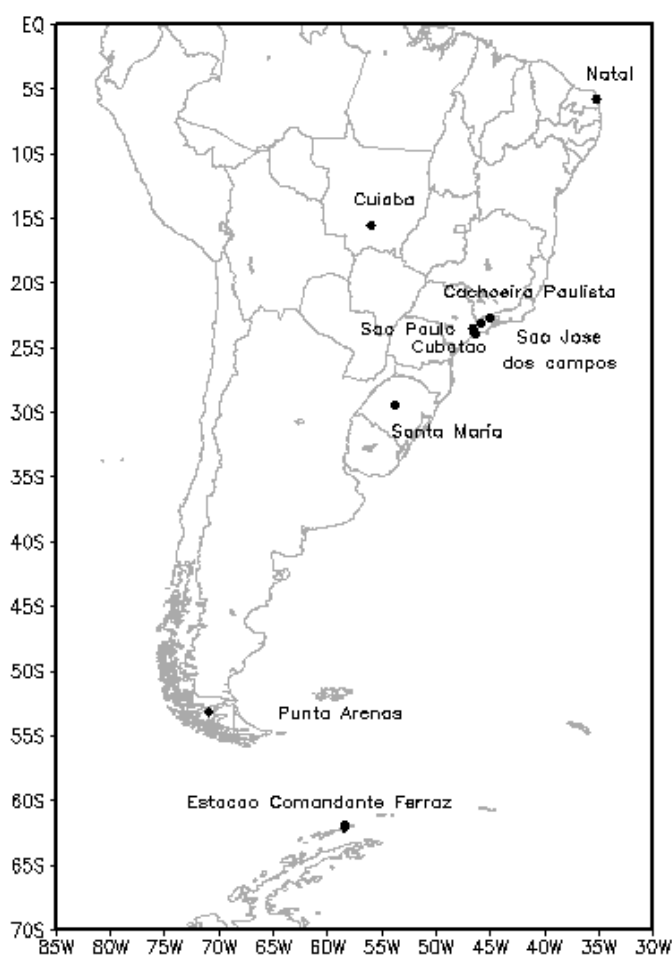 EQ
Natal
5S
10S
Cuiaba
15S
20S
Cachoeira Paulista
Sao Paulo
Sao Jose
25S
Cubatao
dos campos
30S
Santa María
35S
40S
45S
50S
Punta Arenas
55S
60S
Estacao Comandante Ferraz
65S
70S
85W 80W 75W 70W 65W 60W 55W 50W 45W 40W 35W 30W